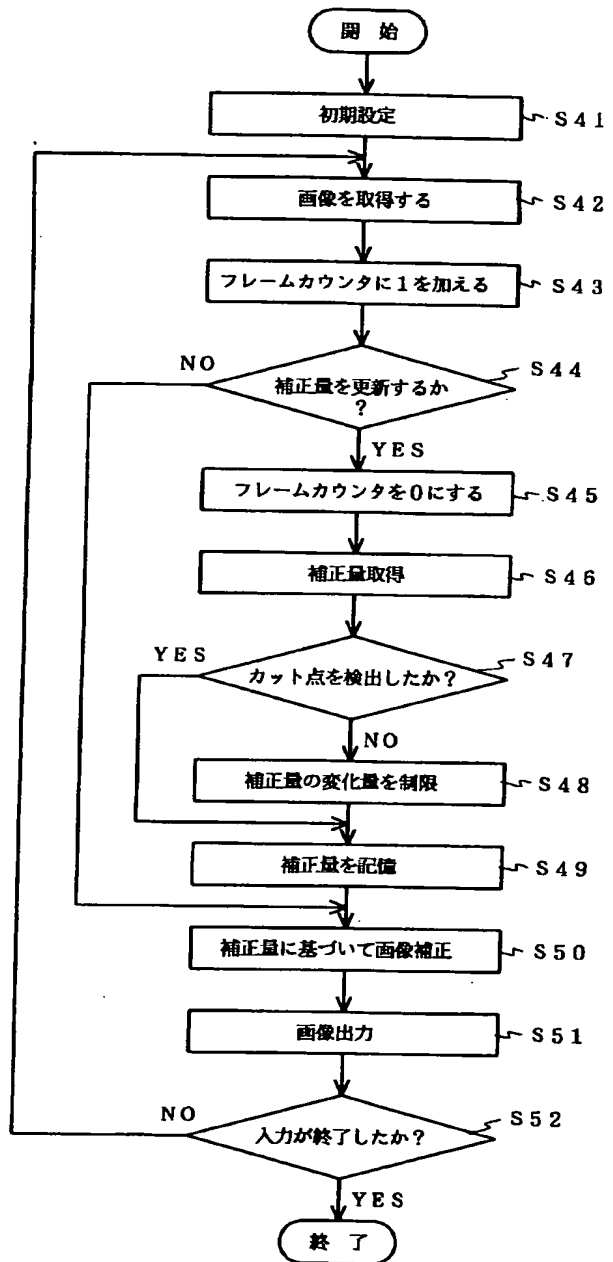 開 始
初期設定
S41
画像を取得する
S42
フレームカウンタに1を加える
S43
NO
補正量を更新するか
?
S44
YES
フレームカウンタを0にする
S45
補正量取得
S46
YES
カット点を検出したか?
S47
NO
補正量の変化量を制限
S48
補正量を記憶
S49
補正量に基づいて画像補正
S50
画像出力
S51
NO
入力が終了したか?
S52
YES
終 了